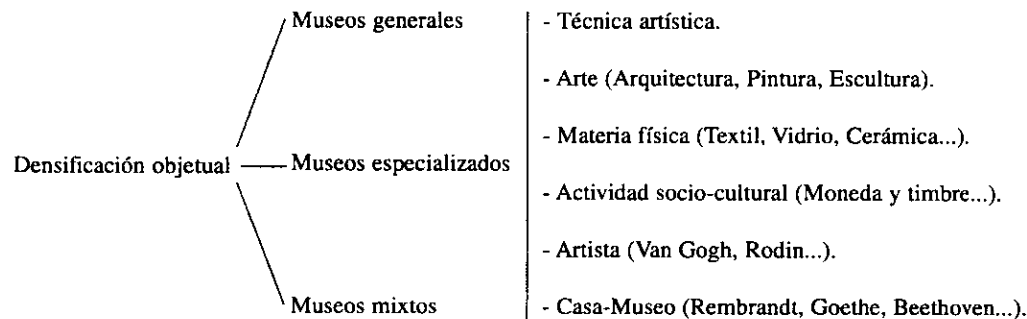 Museos generales
- Técnica artística.
- Arte (Arquitectura, Pintura, Escultura).
- Materia física (Textil, Vidrio, Cerámica...).
Densificación objetual
Museos especializados
- Actividad socio-cultural (Moneda y timbre...).
- Artista (Van Gogh, Rodin...).
Museos mixtos
- Casa-Museo (Rembrandt, Goethe, Beethoven...).